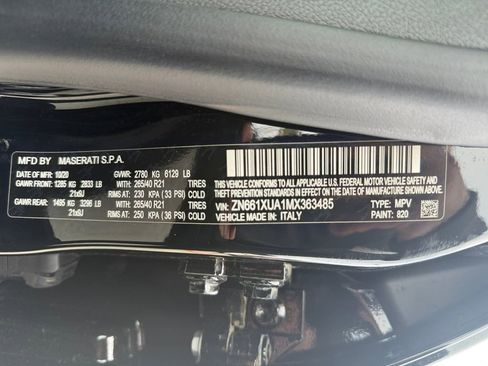 MFD BY MASERATI S.P.A.
DATE OF MFR: 10/20 GVWR: 2780 KG 6129 LB
GAWR FRONT: 1285 KG 2833 LB WITH: 265/40 R21 TIRES
21x9J RIMS AT: 230 KPA (33 PSI) COLD
GAWR REAR: 1495 KG 3296 LB WITH: 265/40 R21 TIRES
21x9J RIMS AT: 250 KPA (36 PSI) COLD
THIS VEHICLE CONFORMS TO ALL APPLICABLE U.S. FEDERAL MOTOR VEHICLE SAFETY AND
THEFT PREVENTION STANDARDS IN EFFECT ON THE DATE OF MANUFACTURE SHOWN ABOVE.
VIN: ZN661XUA1MX363485 TYPE: MPV
VEHICLE MADE IN: ITALY PAINT: 820